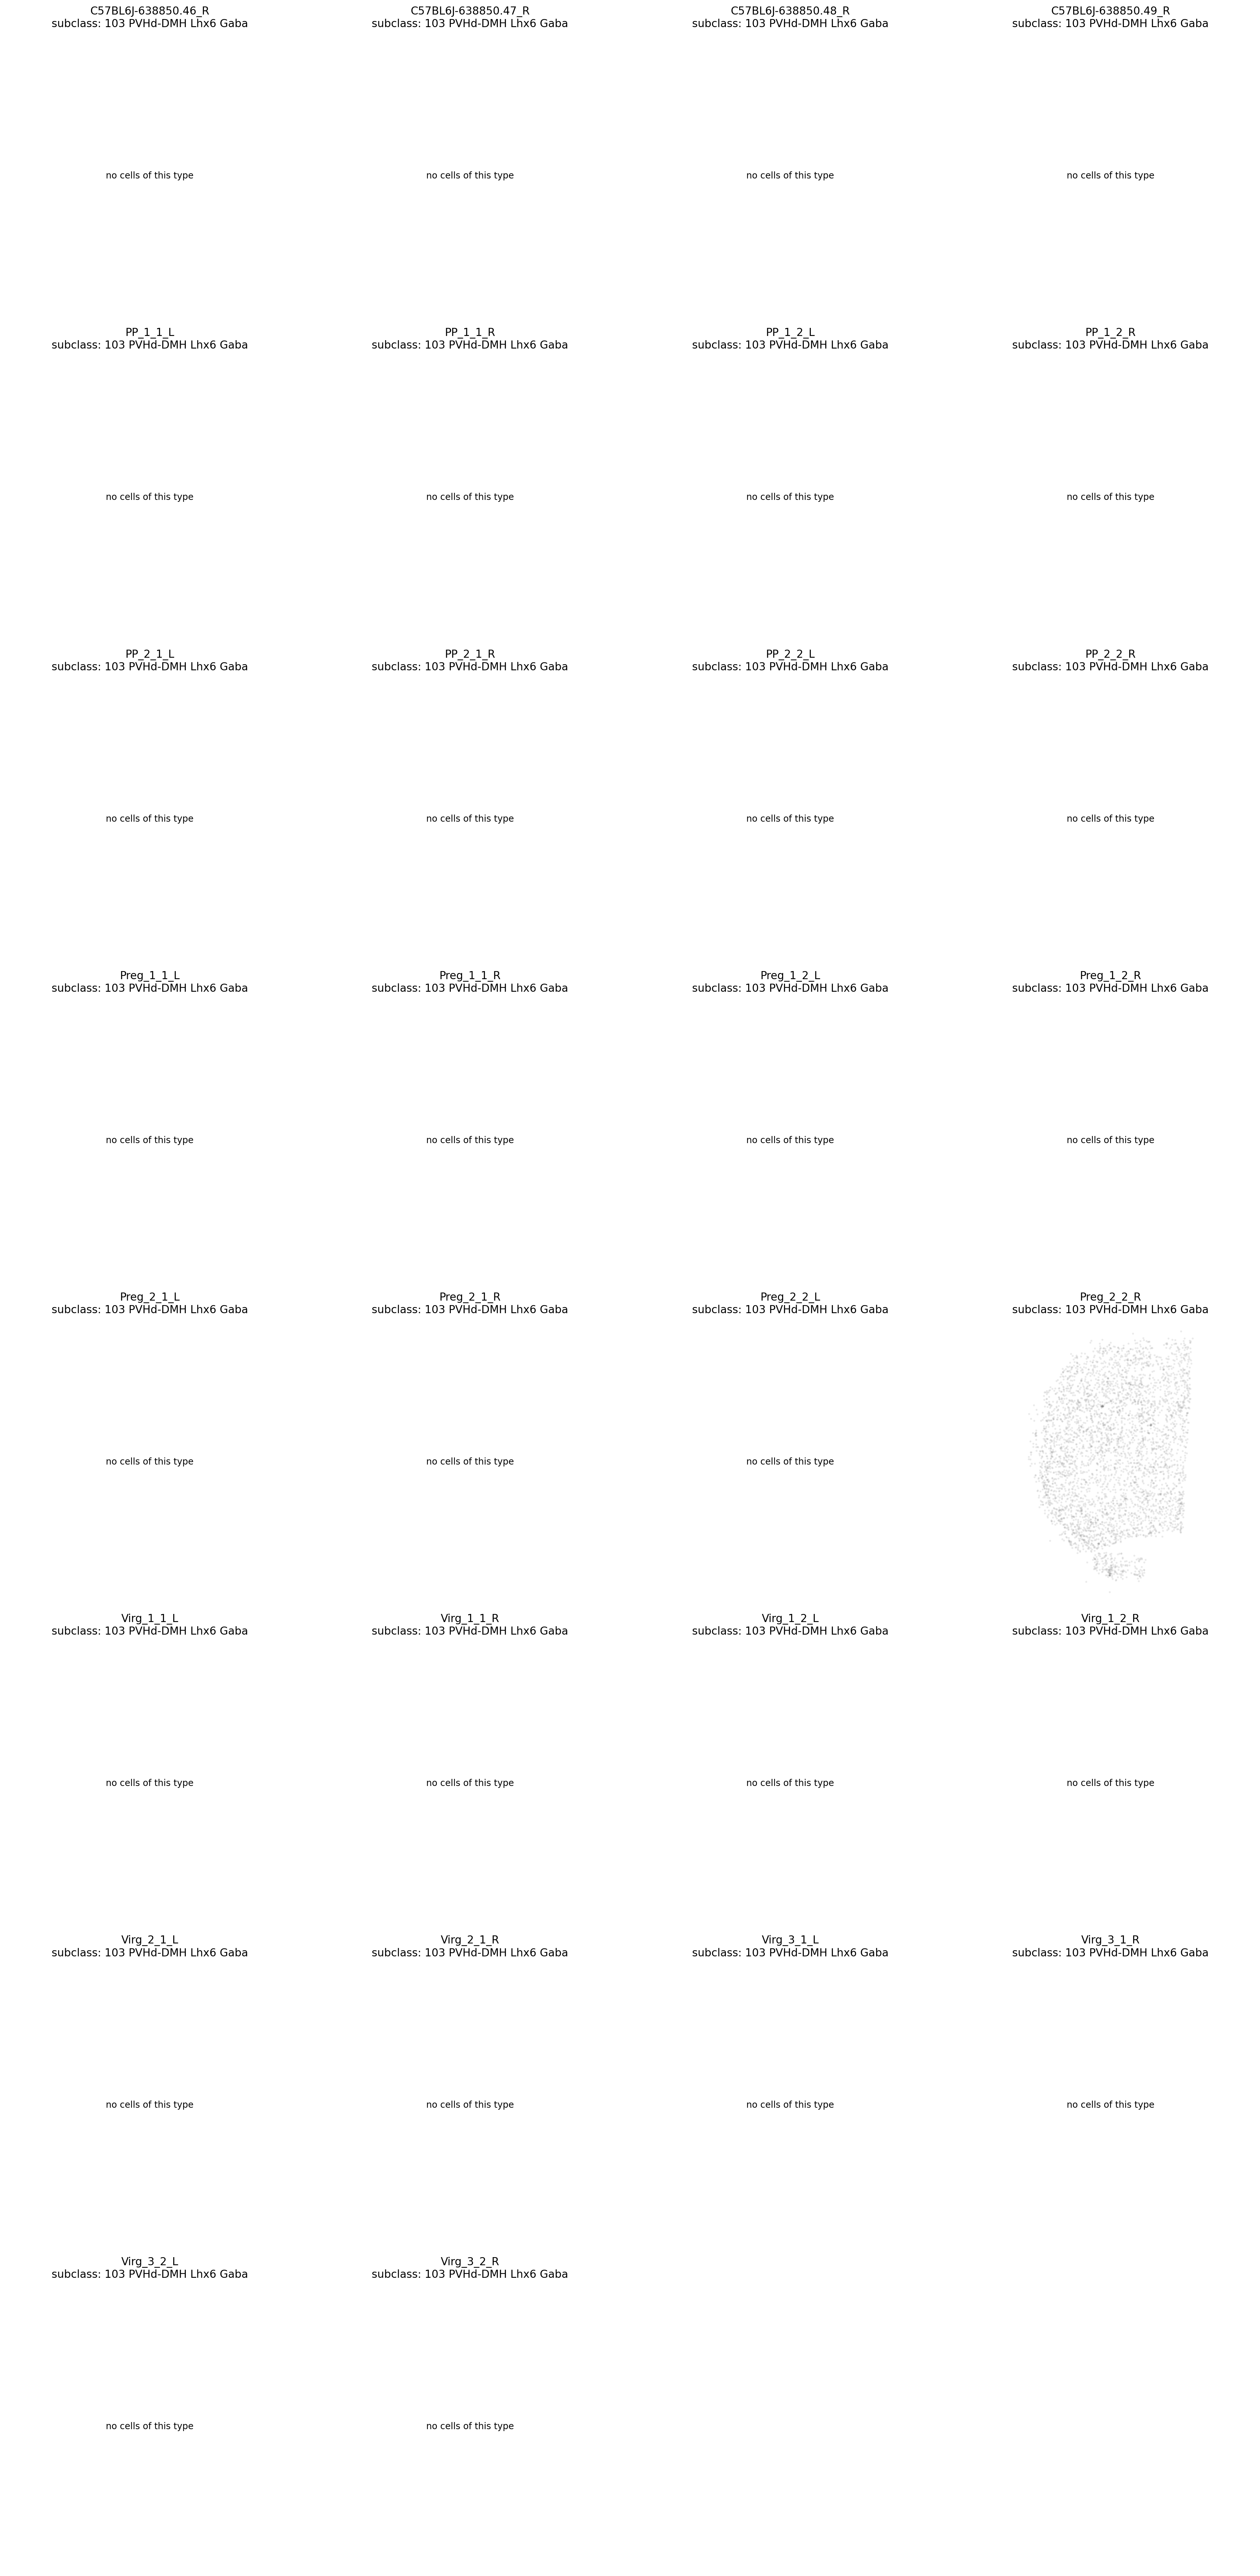 C57BL6J-638850.46_R
subclass: 103 PVHd-DMH Lhx6 Gaba
C57BL6J-638850.47_R
subclass: 103 PVHd-DMH Lhx6 Gaba
C57BL6J-638850.48_R
subclass: 103 PVHd-DMH Lhx6 Gaba
C57BL6J-638850.49_R
subclass: 103 PVHd-DMH Lhx6 Gaba
no cells of this type
no cells of this type
no cells of this type
no cells of this type
PP_1_1_L
subclass: 103 PVHd-DMH Lhx6 Gaba
PP_1_1_R
subclass: 103 PVHd-DMH Lhx6 Gaba
PP_1_2_L
subclass: 103 PVHd-DMH Lhx6 Gaba
PP_1_2_R
subclass: 103 PVHd-DMH Lhx6 Gaba
no cells of this type
no cells of this type
no cells of this type
no cells of this type
PP_2_1_L
subclass: 103 PVHd-DMH Lhx6 Gaba
PP_2_1_R
subclass: 103 PVHd-DMH Lhx6 Gaba
PP_2_2_L
subclass: 103 PVHd-DMH Lhx6 Gaba
PP_2_2_R
subclass: 103 PVHd-DMH Lhx6 Gaba
no cells of this type
no cells of this type
no cells of this type
no cells of this type
Preg_1_1_L
subclass: 103 PVHd-DMH Lhx6 Gaba
Preg_1_1_R
subclass: 103 PVHd-DMH Lhx6 Gaba
Preg_1_2_L
subclass: 103 PVHd-DMH Lhx6 Gaba
Preg_1_2_R
subclass: 103 PVHd-DMH Lhx6 Gaba
no cells of this type
no cells of this type
no cells of this type
no cells of this type
Preg_2_1_L
subclass: 103 PVHd-DMH Lhx6 Gaba
Preg_2_1_R
subclass: 103 PVHd-DMH Lhx6 Gaba
Preg_2_2_L
subclass: 103 PVHd-DMH Lhx6 Gaba
Preg_2_2_R
subclass: 103 PVHd-DMH Lhx6 Gaba
no cells of this type
no cells of this type
no cells of this type
Virg_1_1_L
subclass: 103 PVHd-DMH Lhx6 Gaba
Virg_1_1_R
subclass: 103 PVHd-DMH Lhx6 Gaba
Virg_1_2_L
subclass: 103 PVHd-DMH Lhx6 Gaba
Virg_1_2_R
subclass: 103 PVHd-DMH Lhx6 Gaba
no cells of this type
no cells of this type
no cells of this type
no cells of this type
Virg_2_1_L
subclass: 103 PVHd-DMH Lhx6 Gaba
Virg_2_1_R
subclass: 103 PVHd-DMH Lhx6 Gaba
Virg_3_1_L
subclass: 103 PVHd-DMH Lhx6 Gaba
Virg_3_1_R
subclass: 103 PVHd-DMH Lhx6 Gaba
no cells of this type
no cells of this type
no cells of this type
no cells of this type
Virg_3_2_L
subclass: 103 PVHd-DMH Lhx6 Gaba
Virg_3_2_R
subclass: 103 PVHd-DMH Lhx6 Gaba
no cells of this type
no cells of this type